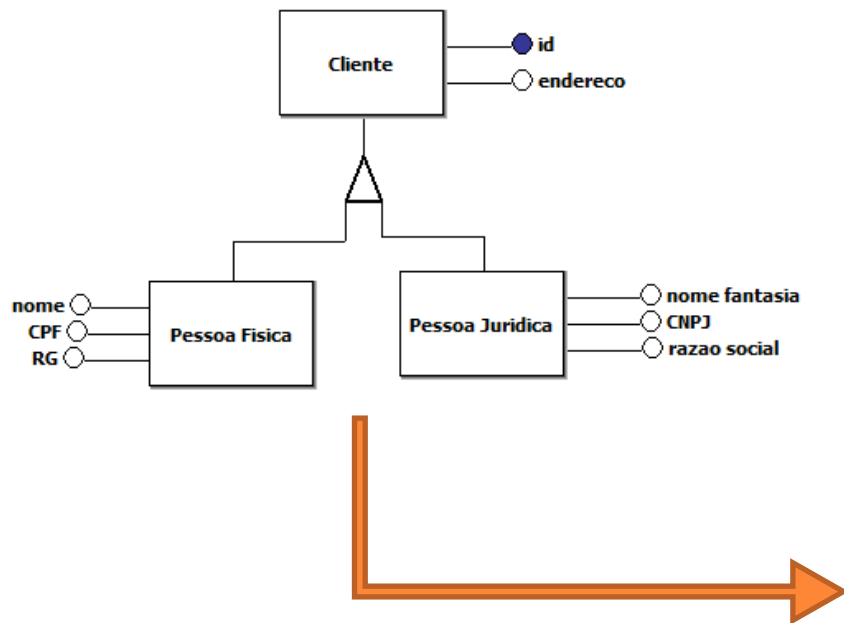 Cliente
id
endereco
nome
CPF
RG
Pessoa Fisica
Pessoa Juridica
nome fantasia
CNPJ
razao social